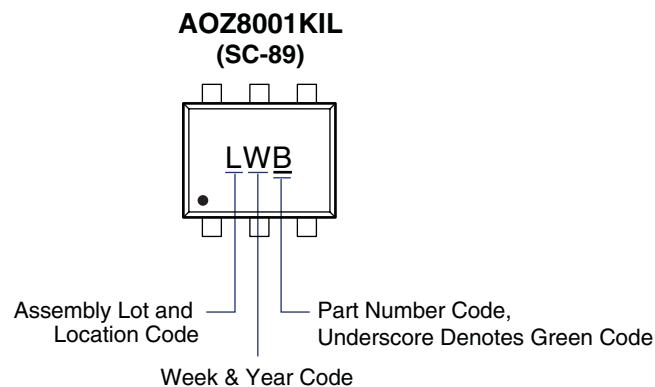 AOZ8001KIL
(SC-89)
LWB
Assembly Lot and
Location Code
Part Number Code,
Underscore Denotes Green Code
Week & Year Code